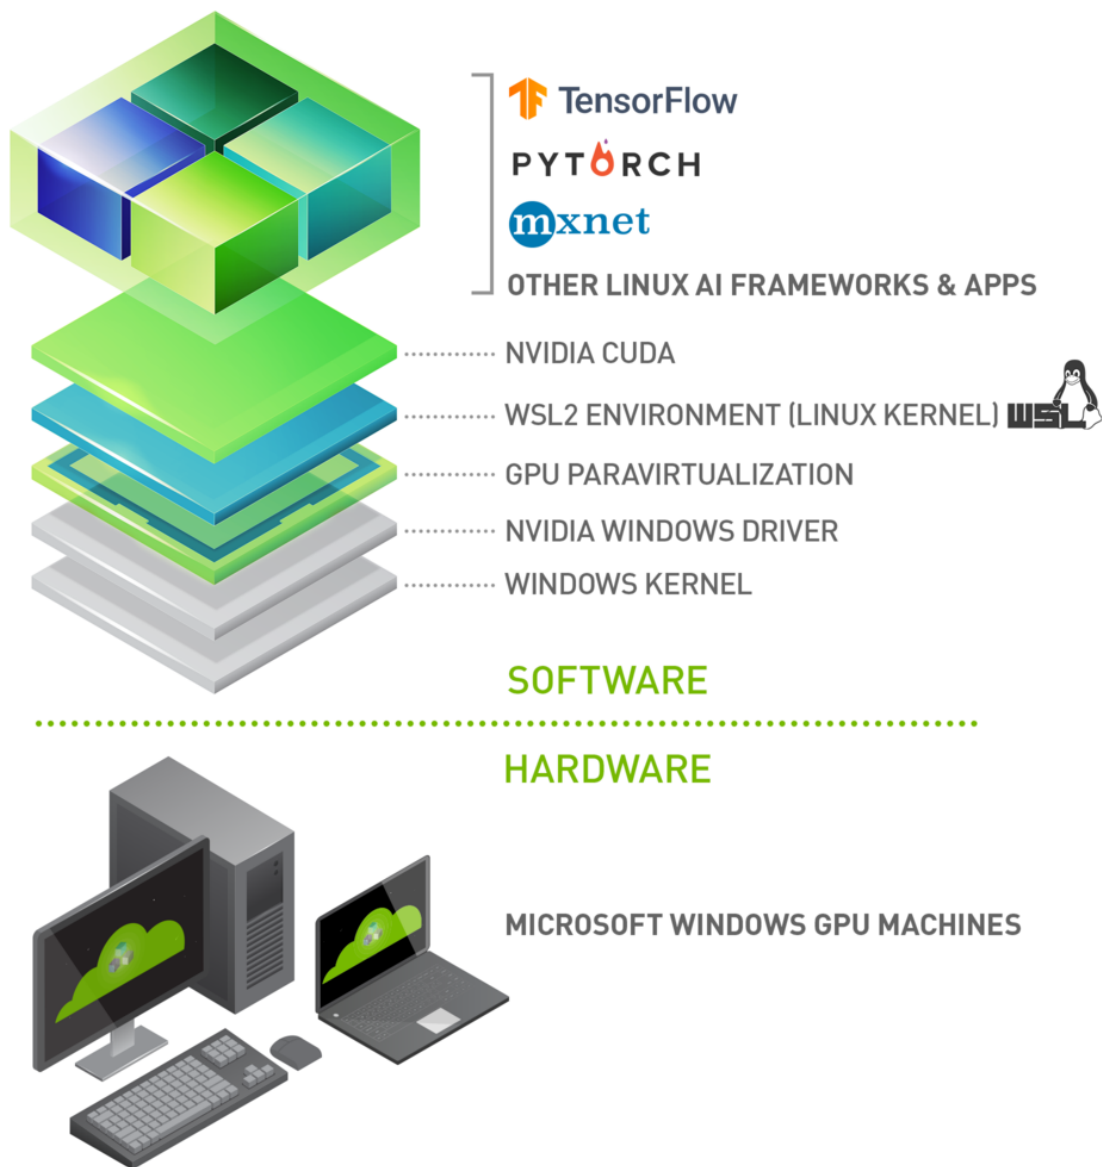 TensorFlow
PYTORCH
mxnet
OTHER LINUX AI FRAMEWORKS & APPS
NVIDIA CUDA
WSL2 ENVIRONMENT (LINUX KERNEL) WSL
GPU PARAVIRTUALIZATION
NVIDIA WINDOWS DRIVER
WINDOWS KERNEL
SOFTWARE
HARDWARE
MICROSOFT WINDOWS GPU MACHINES